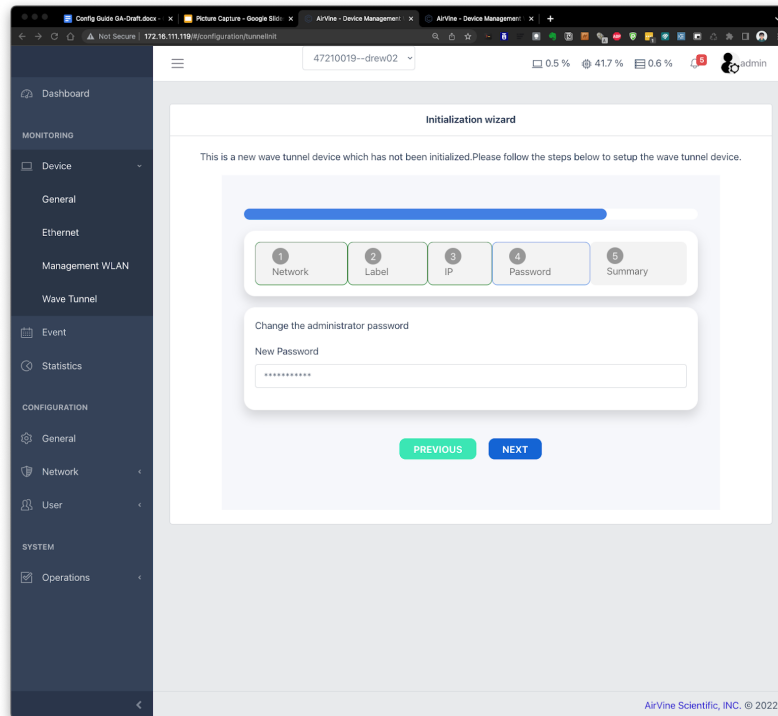 Config Guide GA-Draft.docx -
Picture Capture - Google Slide
AirVine - Device Management
AirVine - Device Management
Not Secure | 172.16.111.119/#/configuration/tunnelinit
47210019--drew02
0.5 %
41.7 %
0.6 %
5
admin
Dashboard
MONITORING
Device
General
Ethernet
Management WLAN
Wave Tunnel
Event
Statistics
CONFIGURATION
General
Network
User
SYSTEM
Operations
Initialization wizard
This is a new wave tunnel device which has not been initialized.Please follow the steps below to setup the wave tunnel device.
1
Network
2
Label
3
IP
4
Password
5
Summary
Change the administrator password
New Password
***********
PREVIOUS
NEXT
AirVine Scientific, INC. © 2022